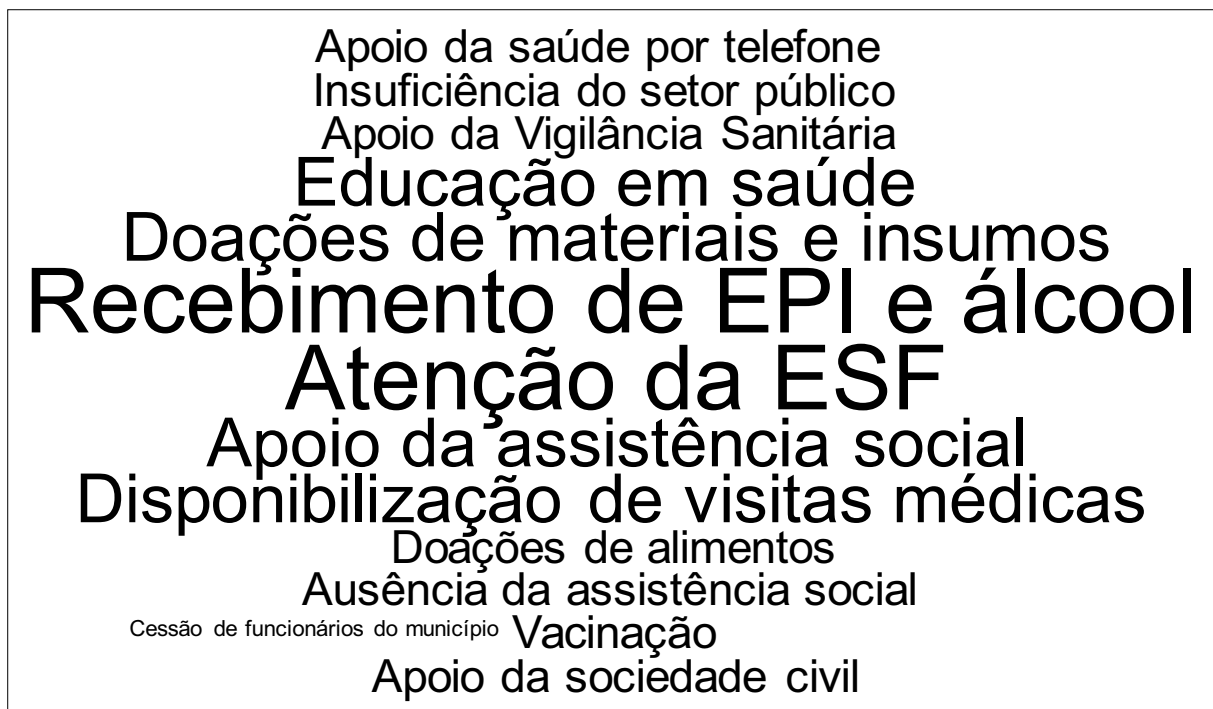 Apoio da saúde por telefone
Insuficiência do setor público
Apoio da Vigilância Sanitária
Educação em saúde
Doações de materiais e insumos
Recebimento de EPI e álcool
Atenção da ESF
Apoio da assistência social
Disponibilização de visitas médicas
Doações de alimentos
Ausência da assistência social
Cessão de funcionários do município Vacinação
Apoio da sociedade civil